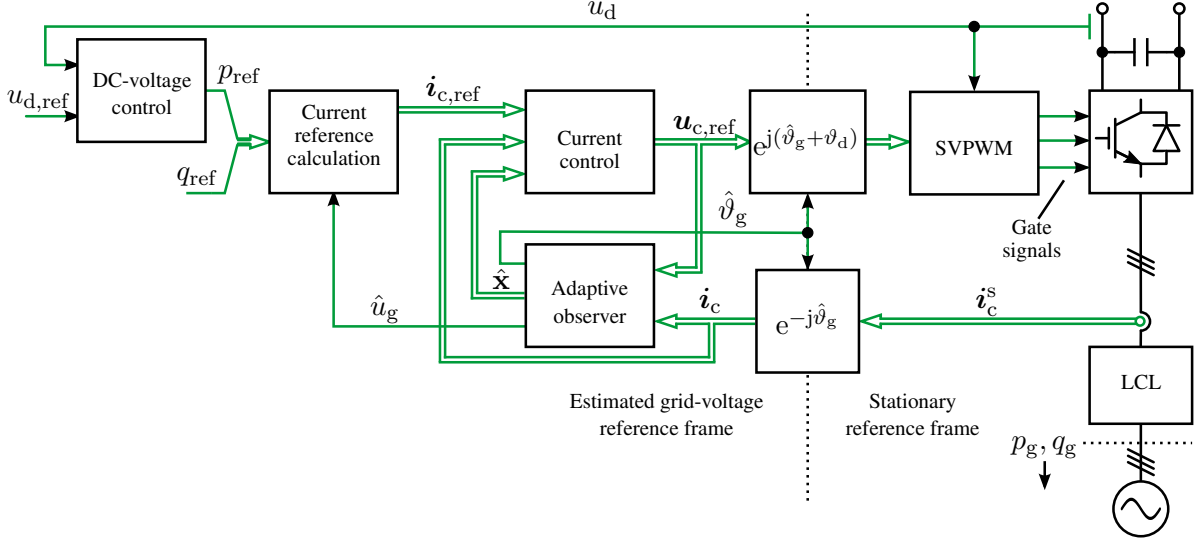 u_d
DC-voltage
control
u_d,ref
p_ref
q_ref
Current
reference
calculation
i_c,ref
Current
control
u_c,ref
e^j(ϑ̂_g+ϑ_d)
SVPWM
Gate
signals
ϑ̂_g
x̂
Adaptive
observer
û_g
i_c
e^−jϑ̂_g
i_c^s
LCL
Estimated grid-voltage
reference frame
Stationary
reference frame
p_g, q_g